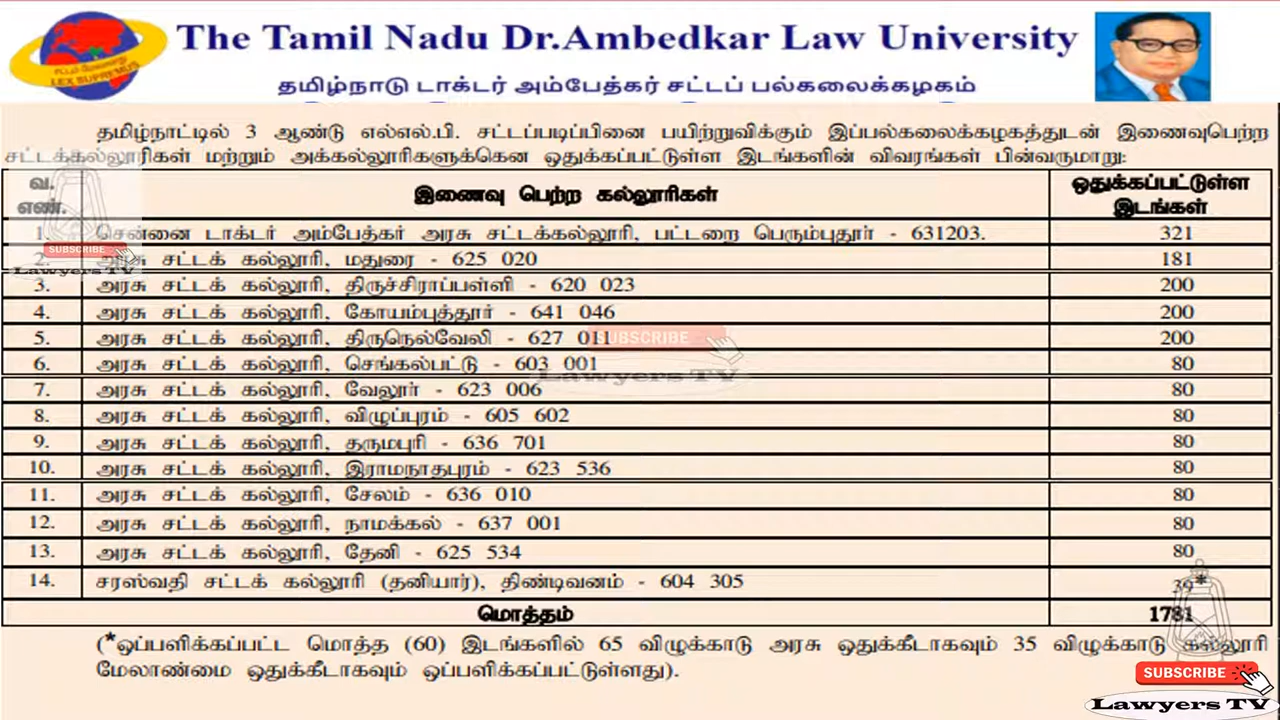 The Tamil Nadu Dr.Ambedkar Law University
தமிழ்நாடு டாக்டர் அம்பேத்கர் சட்டப் பல்கலைக்கழகம்
LEX SUPREMUS
தமிழ்நாட்டில் 3 ஆண்டு எல்எல்.பி. சட்டப்படிப்பினை பயிற்றுவிக்கும் இப்பல்கலைக்கழகத்துடன் இணைவுபெற்ற
சட்டக்கல்லூரிகள் மற்றும் அக்கல்லூரிகளுக்கென ஒதுக்கப்பட்டுள்ள இடங்களின் விவரங்கள் பின்வருமாறு:
வ. எண். இணைவு பெற்ற கல்லூரிகள் ஒதுக்கப்பட்டுள்ள இடங்கள்
1. சென்னை டாக்டர் அம்பேத்கர் அரசு சட்டக்கல்லூரி, பட்டறை பெரும்புதூர் - 631203. 321
2. அரசு சட்டக் கல்லூரி, மதுரை - 625 020 181
3. அரசு சட்டக் கல்லூரி, திருச்சிராப்பள்ளி - 620 023 200
4. அரசு சட்டக் கல்லூரி, கோயம்புத்தூர் - 641 046 200
5. அரசு சட்டக் கல்லூரி, திருநெல்வேலி - 627 011 200
6. அரசு சட்டக் கல்லூரி, செங்கல்பட்டு - 603 001 80
7. அரசு சட்டக் கல்லூரி, வேலூர் - 623 006 80
8. அரசு சட்டக் கல்லூரி, விழுப்புரம் - 605 602 80
9. அரசு சட்டக் கல்லூரி, தருமபுரி - 636 701 80
10. அரசு சட்டக் கல்லூரி, இராமநாதபுரம் - 623 536 80
11. அரசு சட்டக் கல்லூரி, சேலம் - 636 010 80
12. அரசு சட்டக் கல்லூரி, நாமக்கல் - 637 001 80
13. அரசு சட்டக் கல்லூரி, தேனி - 625 534 80
14. சரஸ்வதி சட்டக் கல்லூரி (தனியார்), திண்டிவனம் - 604 305 39*
மொத்தம் 1781
(*ஒப்பளிக்கப்பட்ட மொத்த (60) இடங்களில் 65 விழுக்காடு அரசு ஒதுக்கீடாகவும் 35 விழுக்காடு கல்லூரி
மேலாண்மை ஒதுக்கீடாகவும் ஒப்பளிக்கப்பட்டுள்ளது).
SUBSCRIBE
Lawyers TV
SUBSCRIBE
Lawyers TV
SUBSCRIBE
Lawyers TV